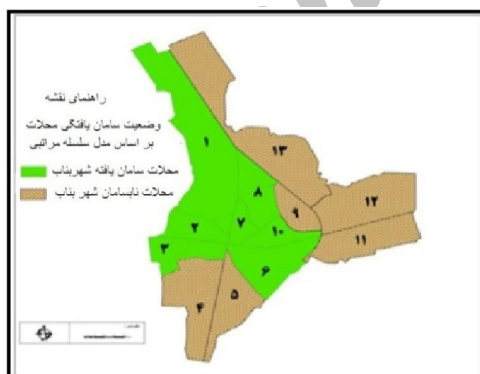 راهنمای نقشه
وضعیت سامان یافتگی محلات
بر اساس مدل سلسله مراتبی
محلات سامان یافته شهربناب
محلات نابسامان شهر بناب
۱
۱۳
۸
۱۲
۹
۷
۱۰
۲
۱۱
۳
۶
۵
۴